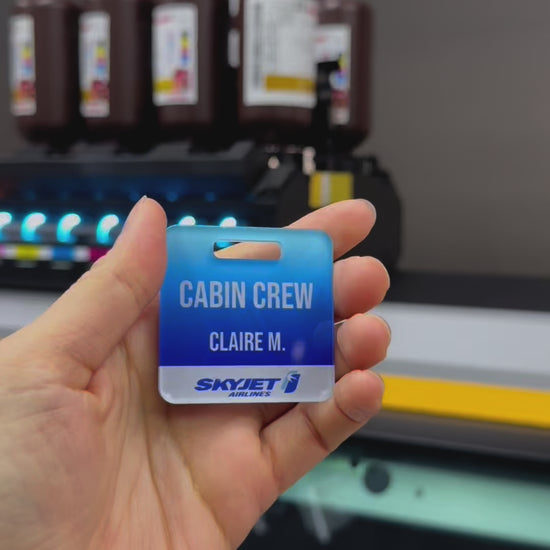 CABIN CREW
CLAIRE M.
SKYJET
AIRLINES